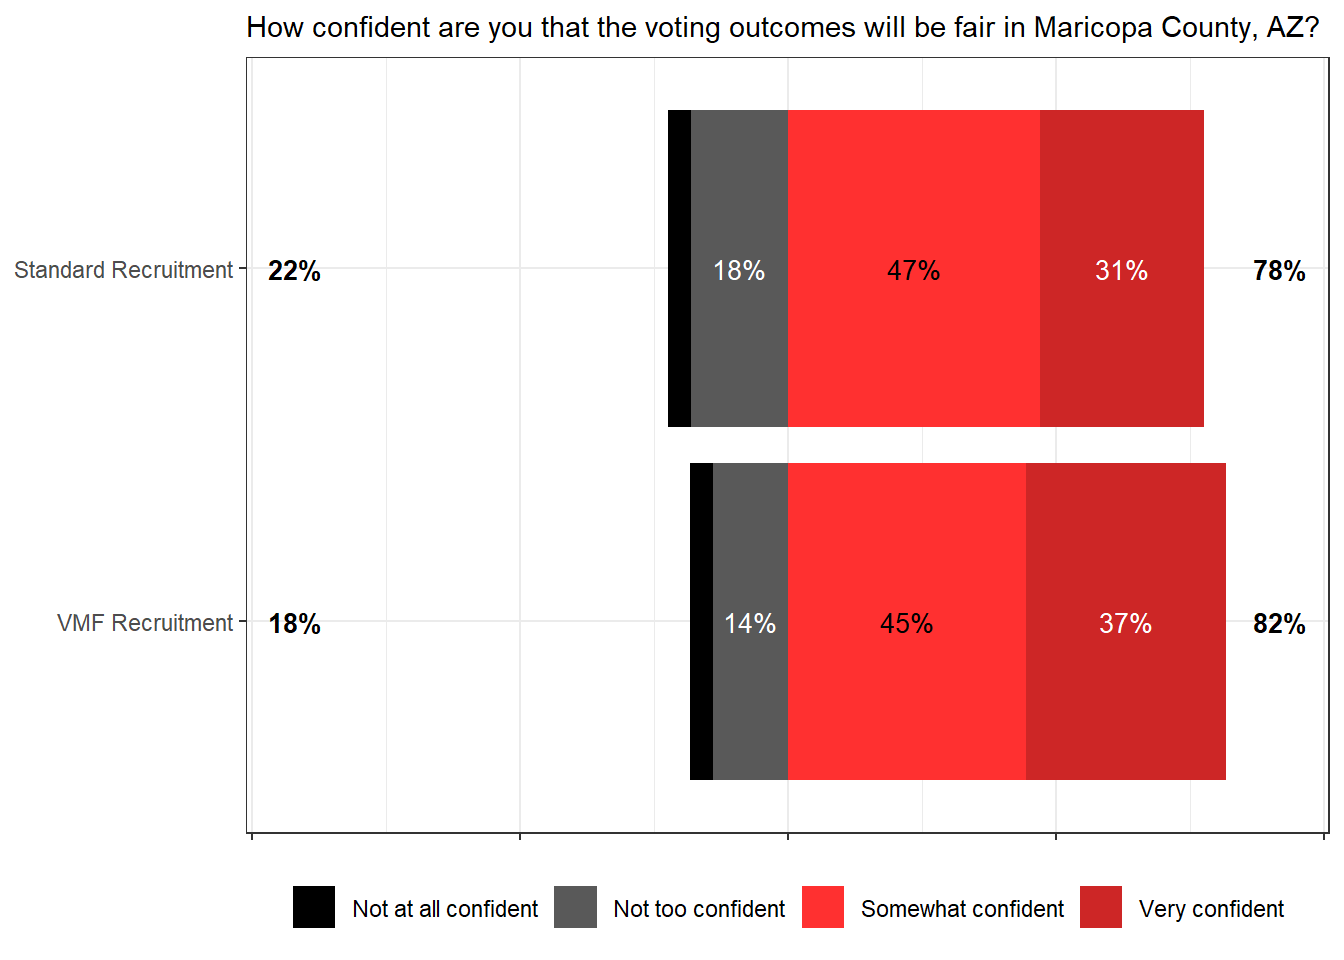 How confident are you that the voting outcomes will be fair in Maricopa County, AZ?
Standard Recruitment 22% 18% 47% 31% 78%
VMF Recruitment 18% 14% 45% 37% 82%
Not at all confident Not too confident Somewhat confident Very confident